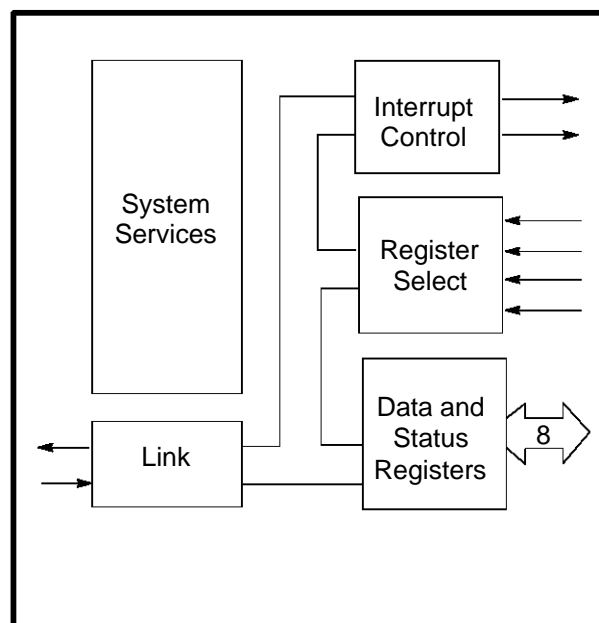 System
Services
Interrupt
Control
Register
Select
Data and
Status
Registers
8
Link